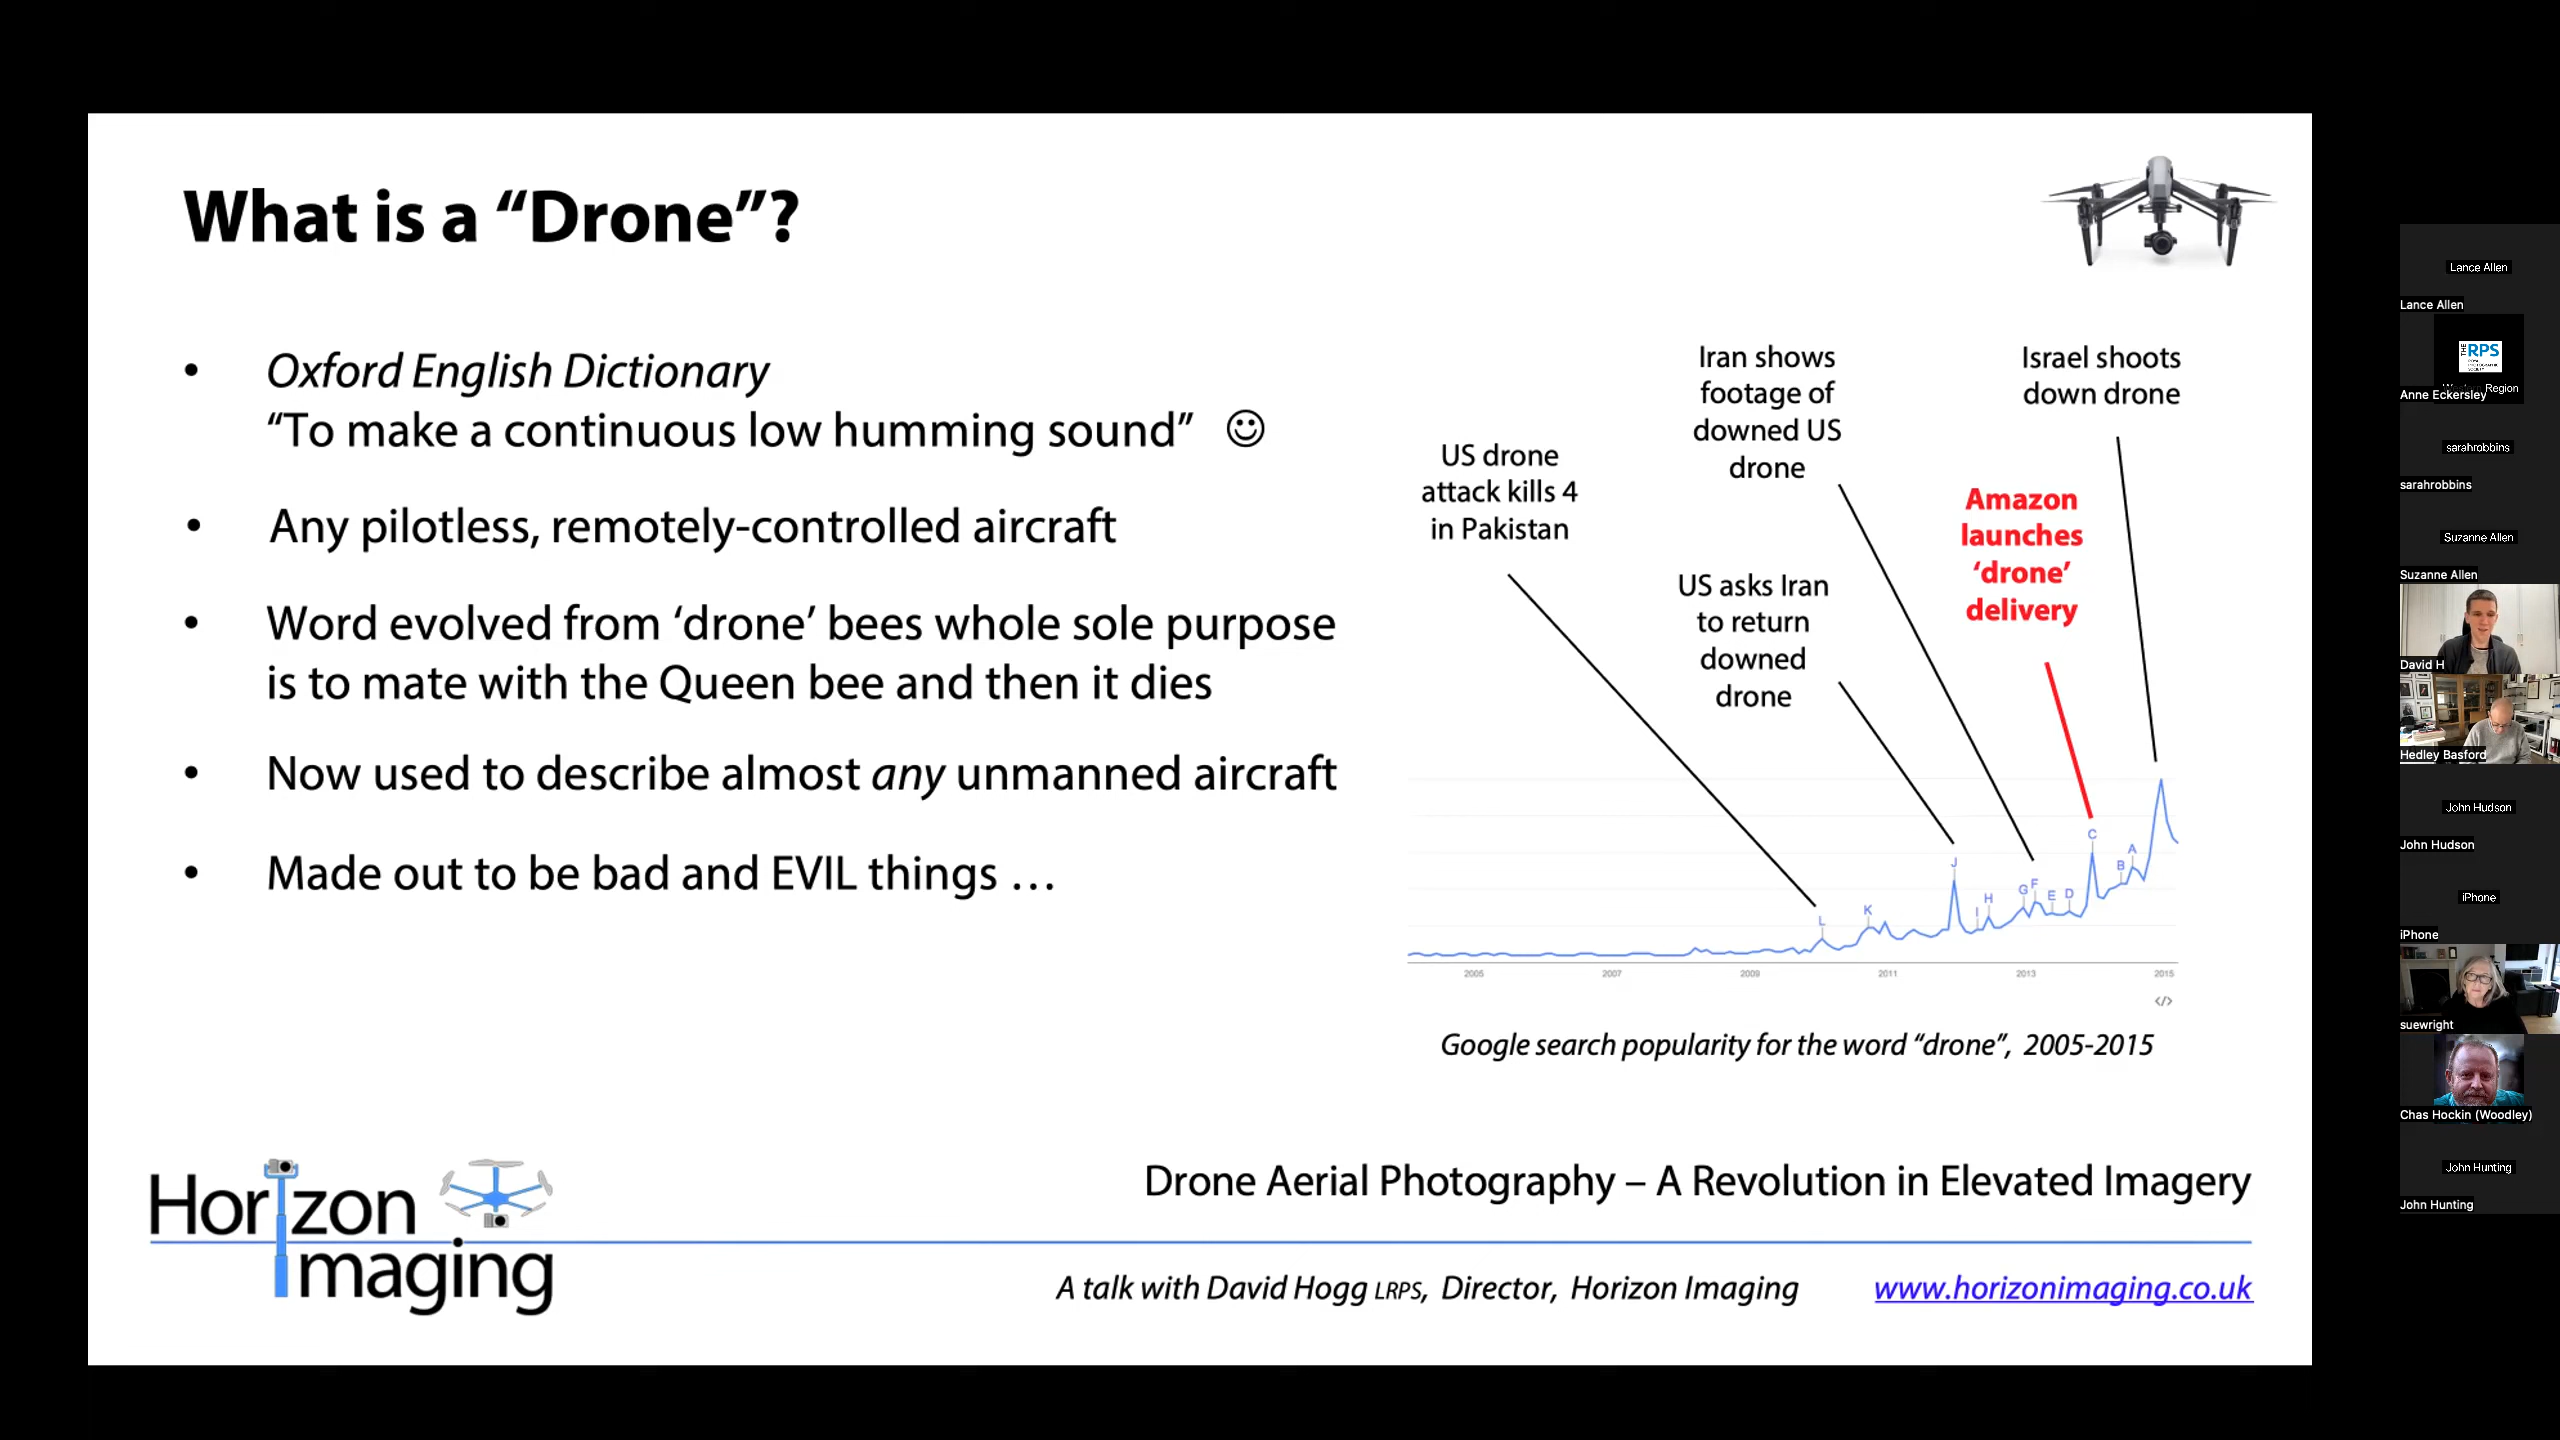 What is a “Drone”?
• Oxford English Dictionary
“To make a continuous low humming sound” ☺
• Any pilotless, remotely-controlled aircraft
• Word evolved from ‘drone’ bees whole sole purpose
is to mate with the Queen bee and then it dies
• Now used to describe almost any unmanned aircraft
• Made out to be bad and EVIL things …
US drone
attack kills 4
in Pakistan
Iran shows
footage of
downed US
drone
US asks Iran
to return
downed
drone
Amazon
launches
‘drone’
delivery
Israel shoots
down drone
L
K
J
I
H
G
F
E
D
C
B
A
2005 2007 2009 2011 2013 2015
</>
Google search popularity for the word “drone”, 2005-2015
Horizon
Imaging
Drone Aerial Photography – A Revolution in Elevated Imagery
A talk with David Hogg LRPS, Director, Horizon Imaging www.horizonimaging.co.uk
Lance Allen
Lance Allen
THE RPS
Region
Anne Eckersley
sarahrobbins
sarahrobbins
Suzanne Allen
Suzanne Allen
David H
Hedley Basford
John Hudson
John Hudson
iPhone
iPhone
suewright
Chas Hockin (Woodley)
John Hunting
John Hunting